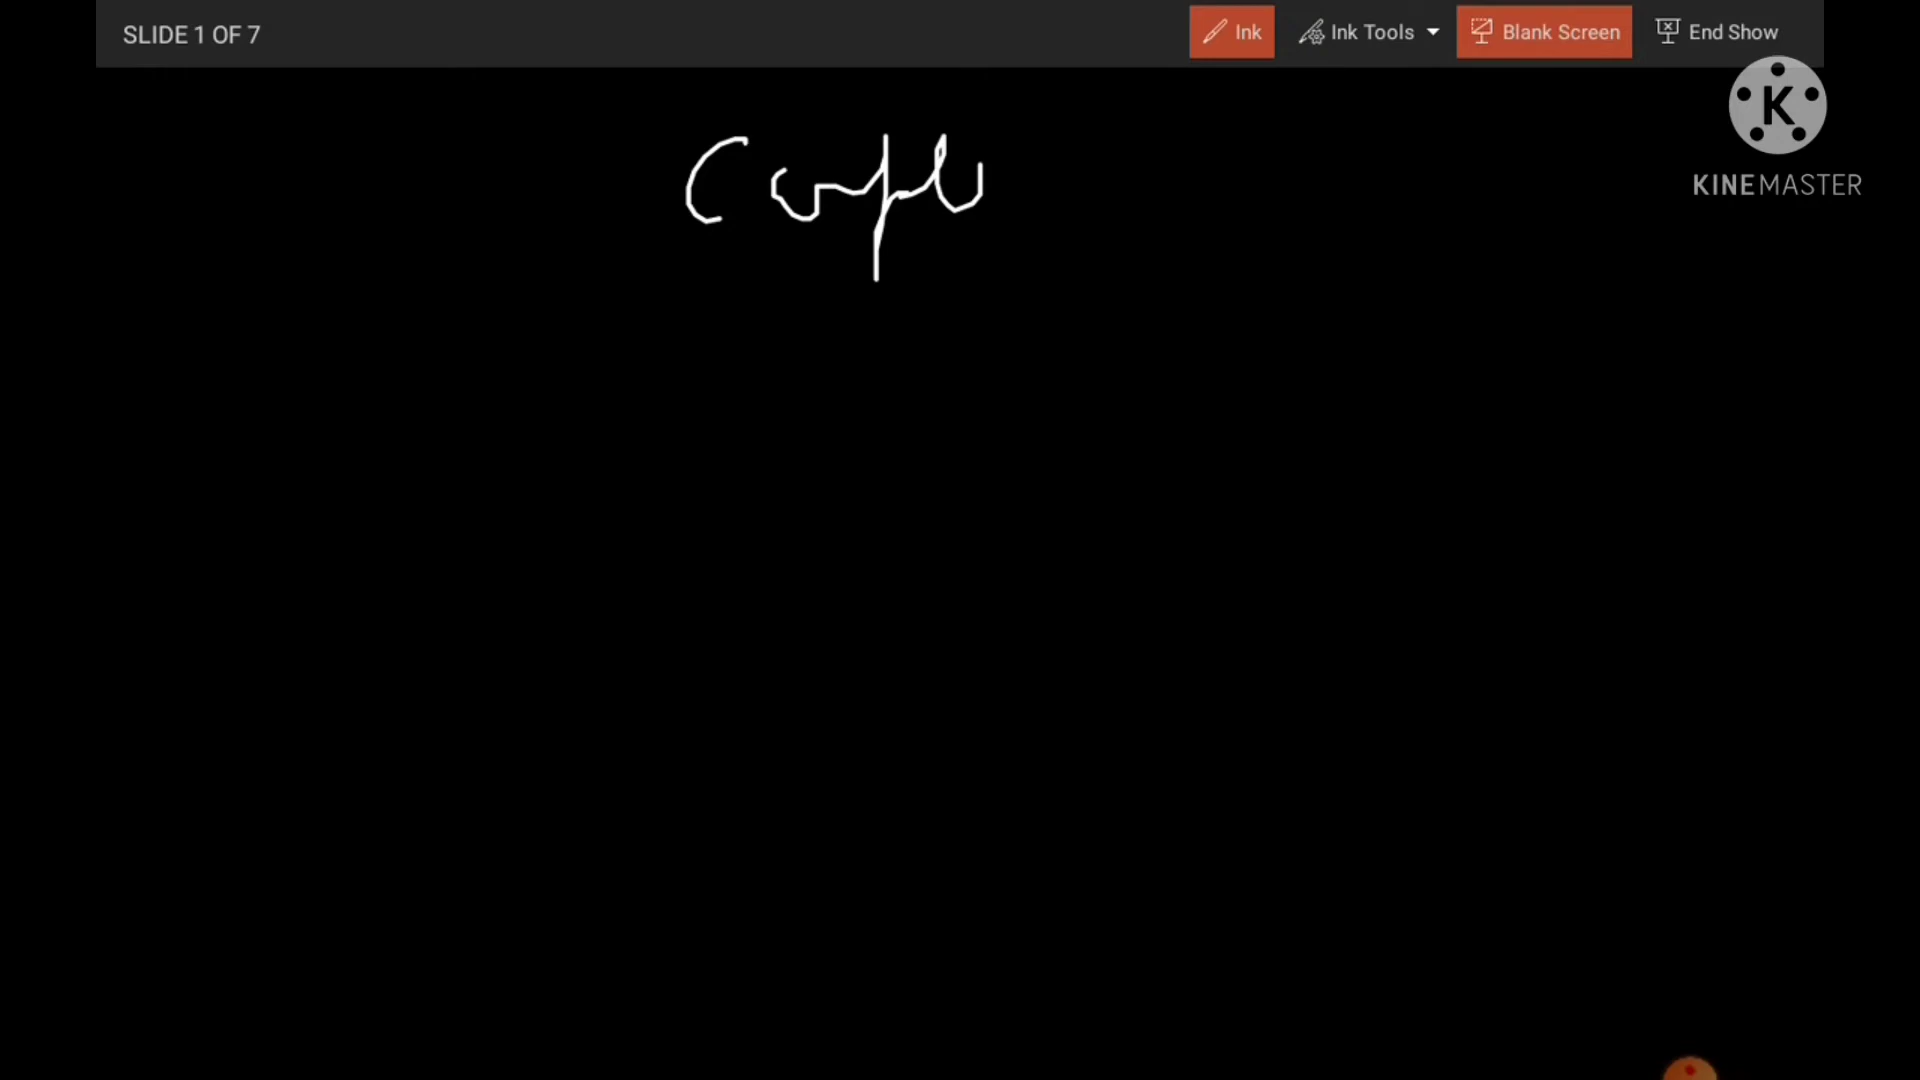 SLIDE 1 OF 7
Ink
Ink Tools
Blank Screen
End Show
K
KINEMASTER